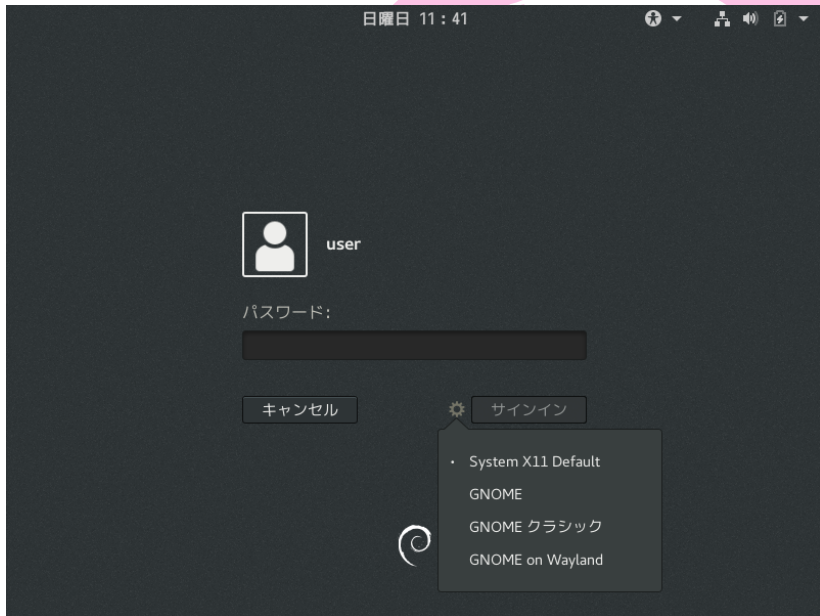 日曜日 11：41
user
パスワード:
キャンセル
サインイン
System X11 Default
GNOME
GNOME クラシック
GNOME on Wayland